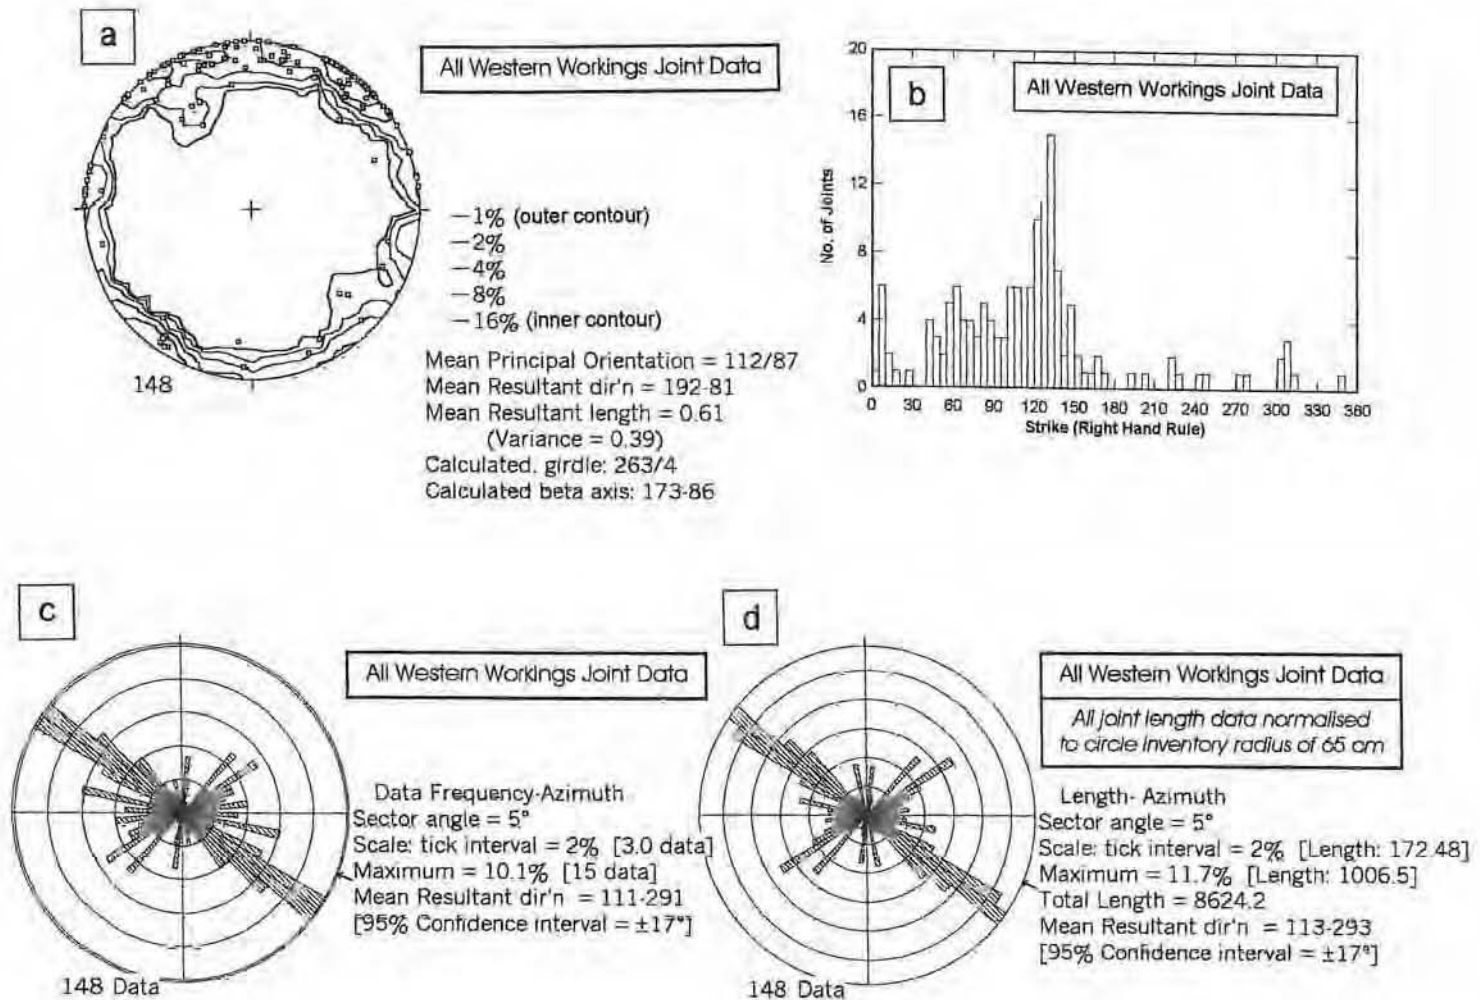 a
All Western Workings Joint Data
—1% (outer contour)
—2%
—4%
—8%
—16% (inner contour)
Mean Principal Orientation = 112/87
Mean Resultant dir'n = 192-81
Mean Resultant length = 0.61
(Variance = 0.39)
Calculated. girdle: 263/4
Calculated beta axis: 173-86
148
b
All Western Workings Joint Data
No. of Joints
20
16
12
8
4
0
0 30 60 90 120 150 180 210 240 270 300 330 360
Strike (Right Hand Rule)
c
All Western Workings Joint Data
Data Frequency-Azimuth
Sector angle = 5°
Scale: tick interval = 2% [3.0 data]
Maximum = 10.1% [15 data]
Mean Resultant dir'n = 111-291
[95% Confidence interval = ±17°]
148 Data
d
All Western Workings Joint Data
All joint length data normalised
to circle inventory radius of 65 cm
Length- Azimuth
Sector angle = 5°
Scale: tick interval = 2% [Length: 172.48]
Maximum = 11.7% [Length: 1006.5]
Total Length = 8624.2
Mean Resultant dir'n = 113-293
[95% Confidence interval = ±17°]
148 Data